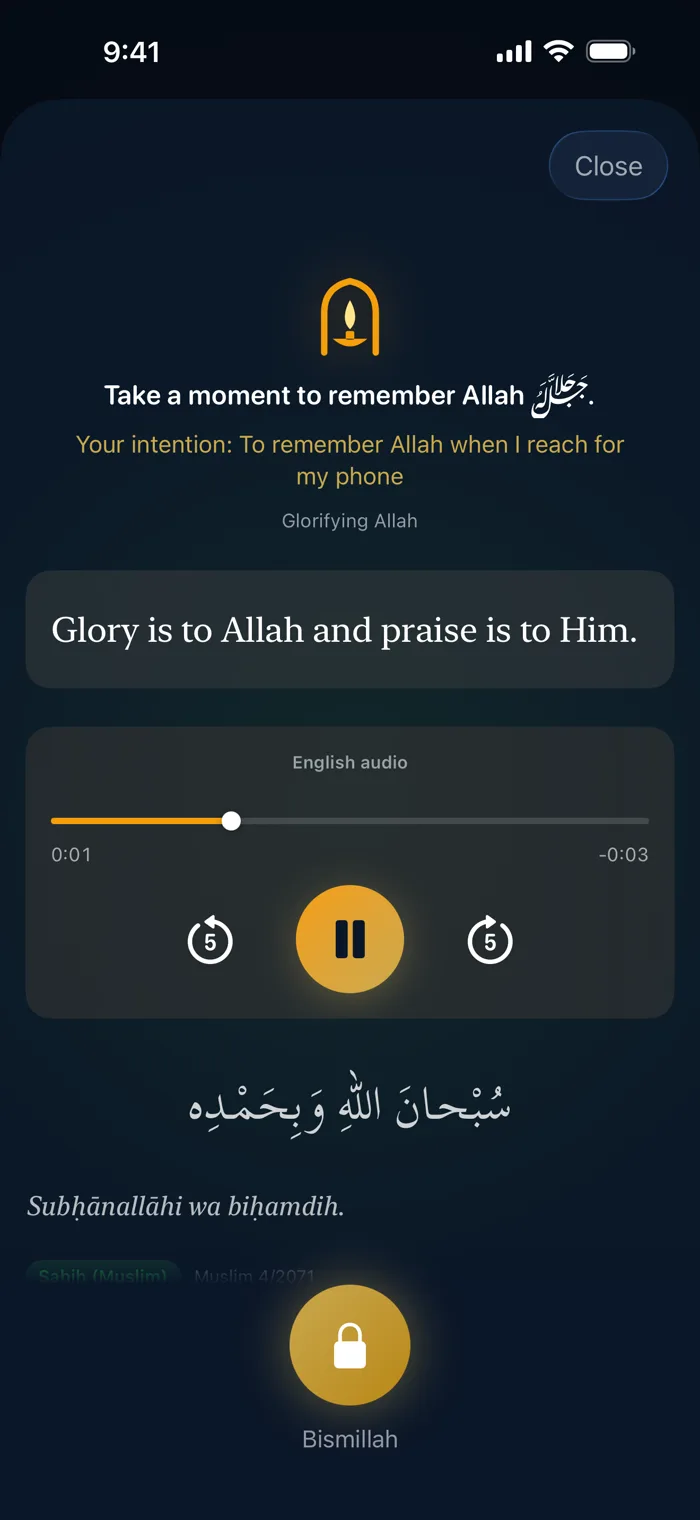 9:41
Close
Take a moment to remember Allah ﷻ.
Your intention: To remember Allah when I reach for
my phone
Glorifying Allah
Glory is to Allah and praise is to Him.
English audio
0:01 -0:03
5 5
سُبْحانَ اللهِ وَبِحَمْدِه
Subḥānallāhi wa biḥamdih.
Sahih (Muslim) Muslim 4/2071
Bismillah